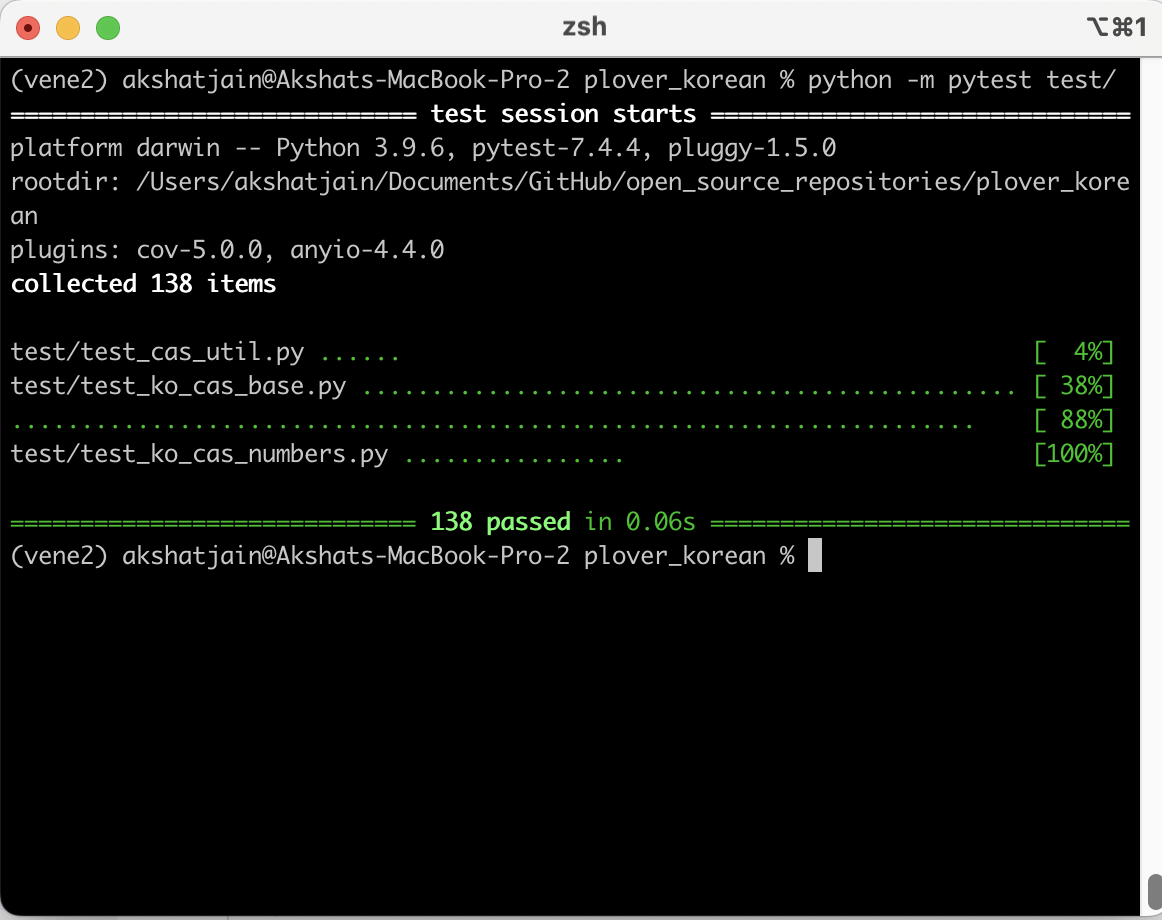 zsh
⌥⌘1
(vene2) akshatjain@Akshats-MacBook-Pro-2 plover_korean % python -m pytest test/
============================= test session starts ==============================
platform darwin -- Python 3.9.6, pytest-7.4.4, pluggy-1.5.0
rootdir: /Users/akshatjain/Documents/GitHub/open_source_repositories/plover_kore
an
plugins: cov-5.0.0, anyio-4.4.0
collected 138 items
test/test_cas_util.py ...... [  4%]
test/test_ko_cas_base.py ............................................... [ 38%]
..................................................................... [ 88%]
test/test_ko_cas_numbers.py ................ [100%]
============================= 138 passed in 0.06s ==============================
(vene2) akshatjain@Akshats-MacBook-Pro-2 plover_korean %